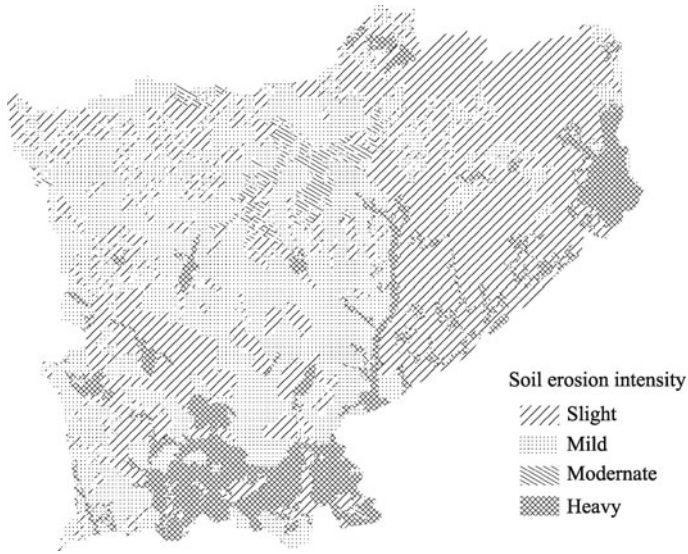 Soil erosion intensity
Slight
Mild
Modernate
Heavy